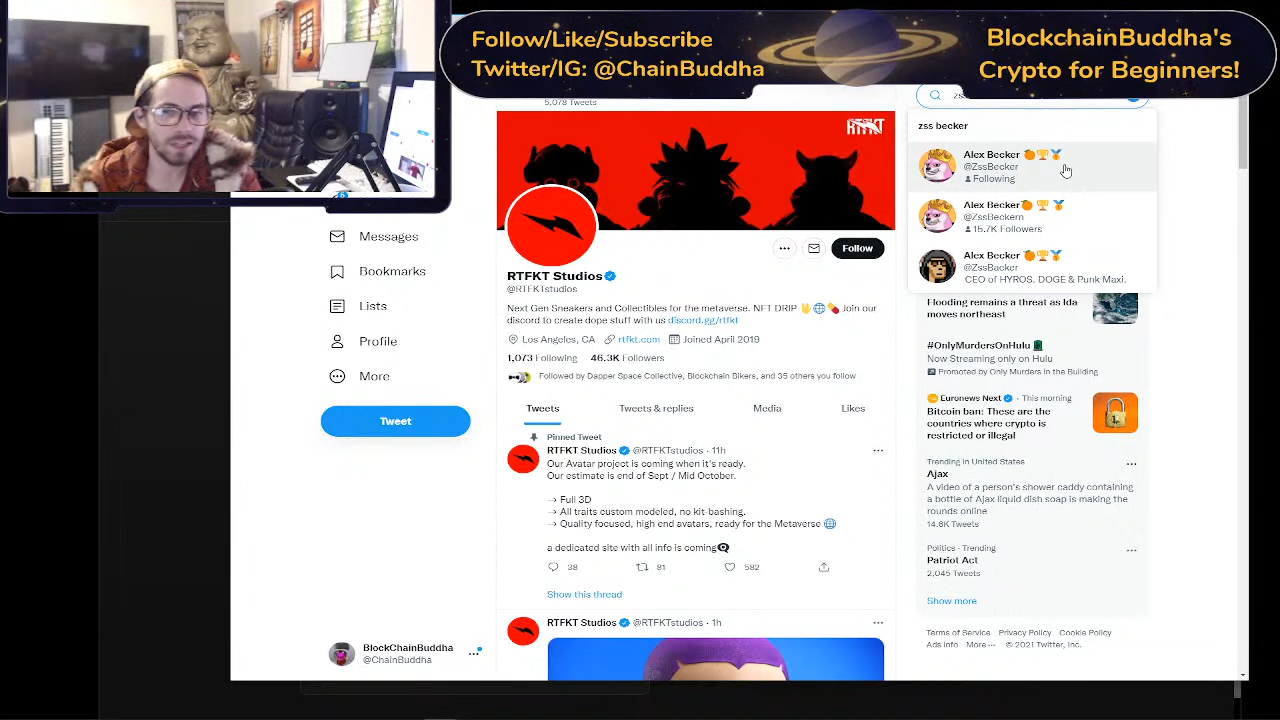 Follow/Like/Subscribe
Twitter/IG: @ChainBuddha
BlockchainBuddha's
Crypto for Beginners!
5,078 Tweets
RTFKT
Messages
Bookmarks
Lists
Profile
More
Tweet
BlockChainBuddha
@ChainBuddha
Follow
RTFKT Studios
@RTFKTstudios
Next Gen Sneakers and Collectibles for the metaverse. NFT DRIP 🤟🌐💊 Join our
discord to create dope stuff with us discord.gg/rtfkt
Los Angeles, CA rtfkt.com Joined April 2019
1,073 Following 46.3K Followers
Followed by Dapper Space Collective, Blockchain Bikers, and 35 others you follow
Tweets Tweets & replies Media Likes
Pinned Tweet
RTFKT Studios @RTFKTstudios · 11h
Our Avatar project is coming when it's ready.
Our estimate is end of Sept / Mid October.
→ Full 3D
→ All traits custom modeled, no kit-bashing.
→ Quality focused, high end avatars, ready for the Metaverse 🌐
a dedicated site with all info is coming👁️‍🗨️
38 81 582
Show this thread
RTFKT Studios @RTFKTstudios · 1h
zss becker
Alex Becker 🍊🏆🥇
@ZssBecker
Following
Alex Becker🍊🏆🥇
@ZssBeckern
15.7K Followers
Alex Becker 🍊🏆🥇
@ZssBacker
CEO of HYROS. DOGE & Punk Maxi.
Flooding remains a threat as Ida
moves northeast
#OnlyMurdersOnHulu
Now Streaming only on Hulu
Promoted by Only Murders in the Building
Euronews Next · This morning
Bitcoin ban: These are the
countries where crypto is
restricted or illegal
Trending in United States
Ajax
A video of a person's shower caddy containing
a bottle of Ajax liquid dish soap is making the
rounds online
14.6K Tweets
Politics · Trending
Patriot Act
2,045 Tweets
Show more
Terms of Service Privacy Policy Cookie Policy
Ads info More ··· © 2021 Twitter, Inc.